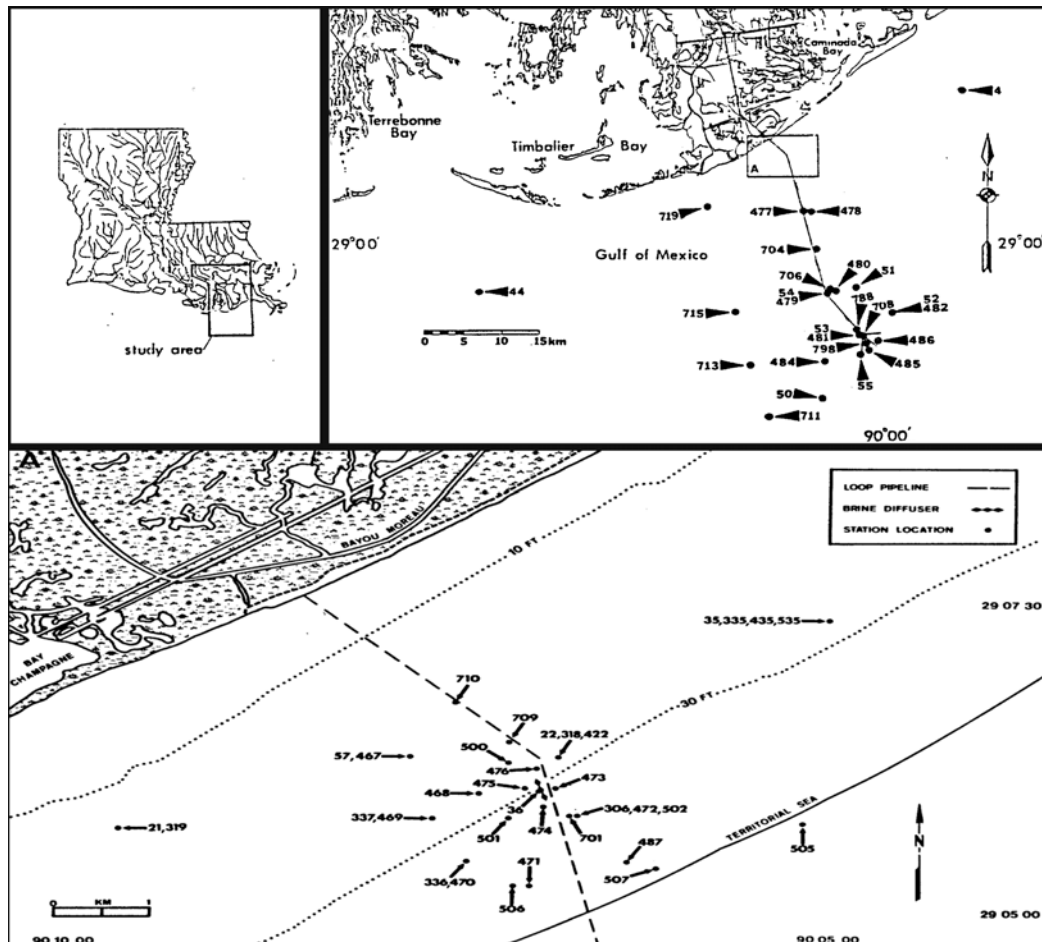 study area
Caminada
Bay
4
Terrebonne
Bay
Timbalier Bay
A
719
477
478
29°00'
Gulf of Mexico
29°00'
704
706
480
51
54
479
44
788
708
52
482
715
53
481
486
798
0 5 10 15 km
713
484
485
55
50
711
90°00'
A
LOOP PIPELINE
BRINE DIFFUSER
STATION LOCATION
BAYOU MOREAU
10 FT
29 07 30
35,335,435,535
BAY
CHAMPAGNE
710
30 FT
709
22,318,422
500
57,467
476
475
473
468
36
337,469
306,472,502
21,319
501
474
701
TERRITORIAL SEA
N
487
505
471
336,470
507
506
0 KM 1
29 05 00
90 10 00
90 05 00